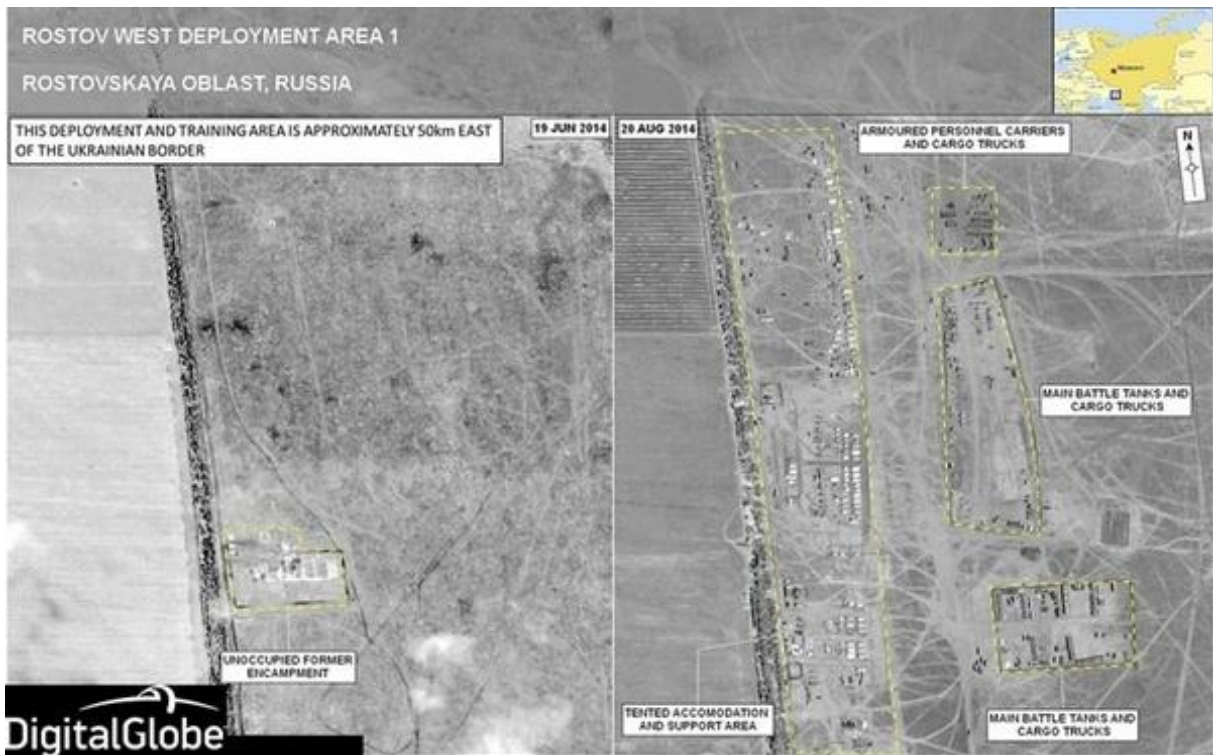 ROSTOV WEST DEPLOYMENT AREA 1
ROSTOVSKAYA OBLAST, RUSSIA
THIS DEPLOYMENT AND TRAINING AREA IS APPROXIMATELY 50km EAST
OF THE UKRAINIAN BORDER
19 JUN 2014
20 AUG 2014
ARMOURED PERSONNEL CARRIERS
AND CARGO TRUCKS
N
MAIN BATTLE TANKS AND
CARGO TRUCKS
UNOCCUPIED FORMER
ENCAMPMENT
TENTED ACCOMODATION
AND SUPPORT AREA
MAIN BATTLE TANKS AND
CARGO TRUCKS
DigitalGlobe